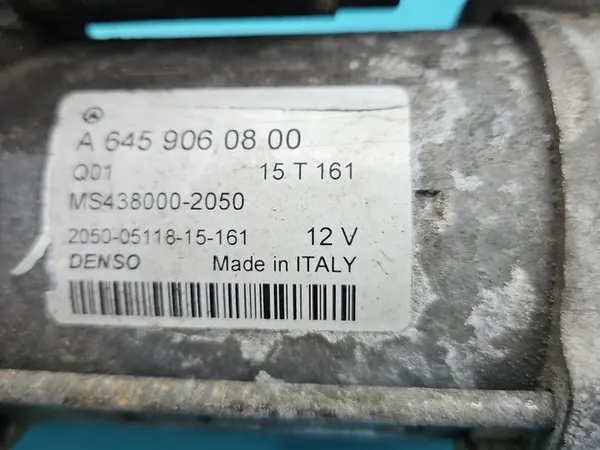 A 645 906 08 00
Q01 15 T 161
MS438000-2050
2050-05118-15-161 12 V
DENSO Made in ITALY